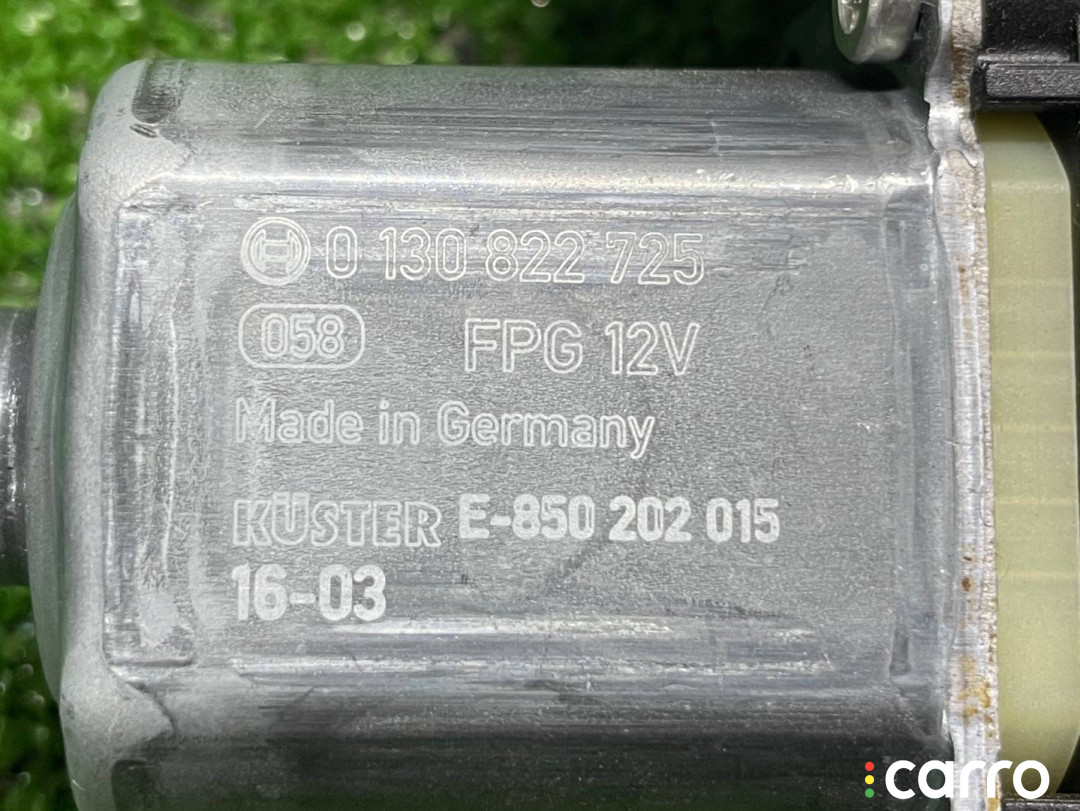 0 130 822 725
058 FPG 12V
Made in Germany
KÜSTER E-850 202 015
16-03
carro